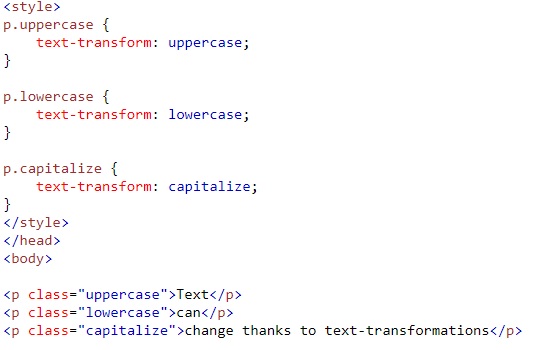 <style>
p.uppercase {
    text-transform: uppercase;
}

p.lowercase {
    text-transform: lowercase;
}

p.capitalize {
    text-transform: capitalize;
}
</style>
</head>
<body>

<p class="uppercase">Text</p>
<p class="lowercase">can</p>
<p class="capitalize">change thanks to text-transformations</p>